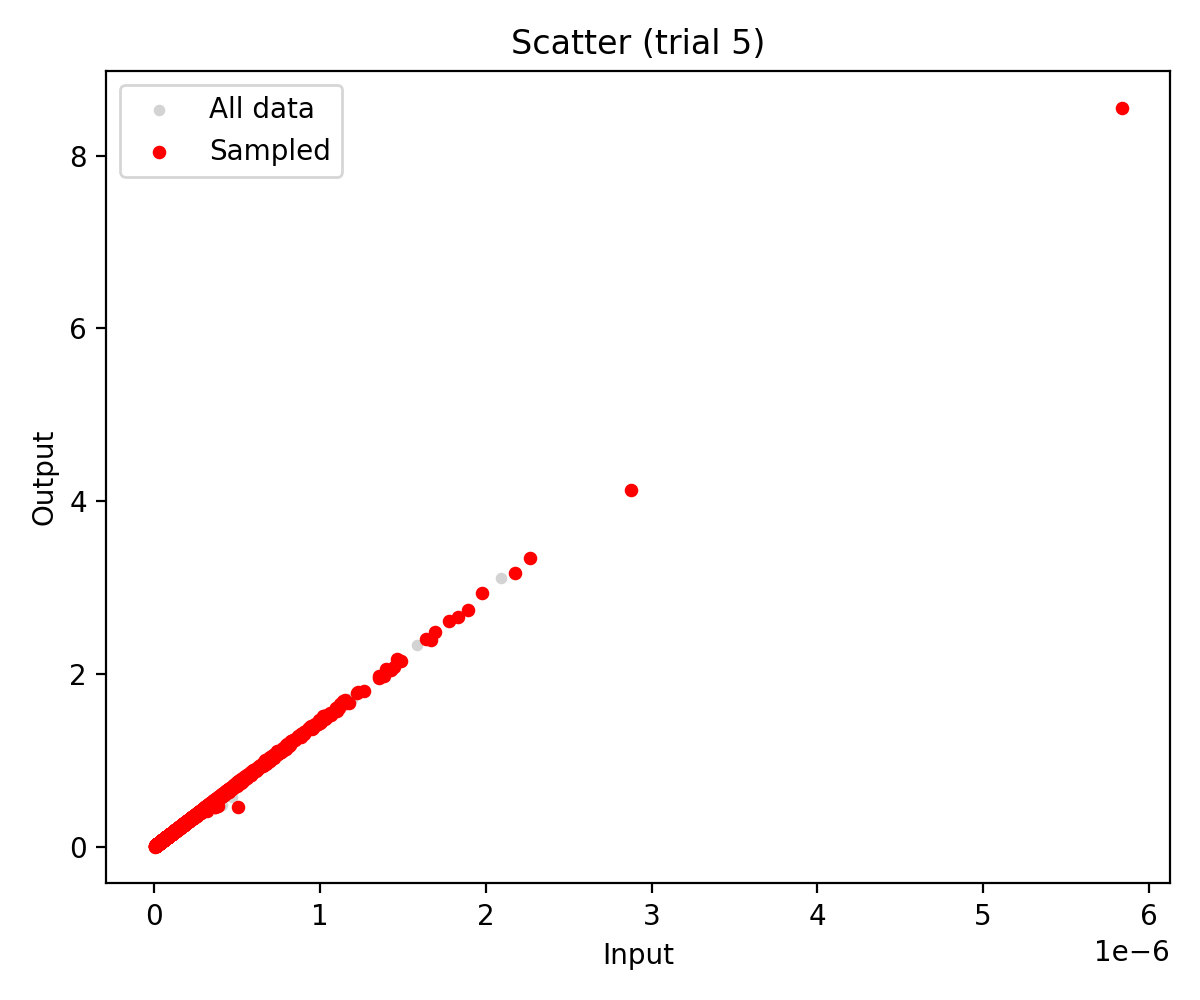 Scatter (trial 5)
All data
Sampled
8
6
4
2
0
Output
0 1 2 3 4 5 6
1e−6
Input